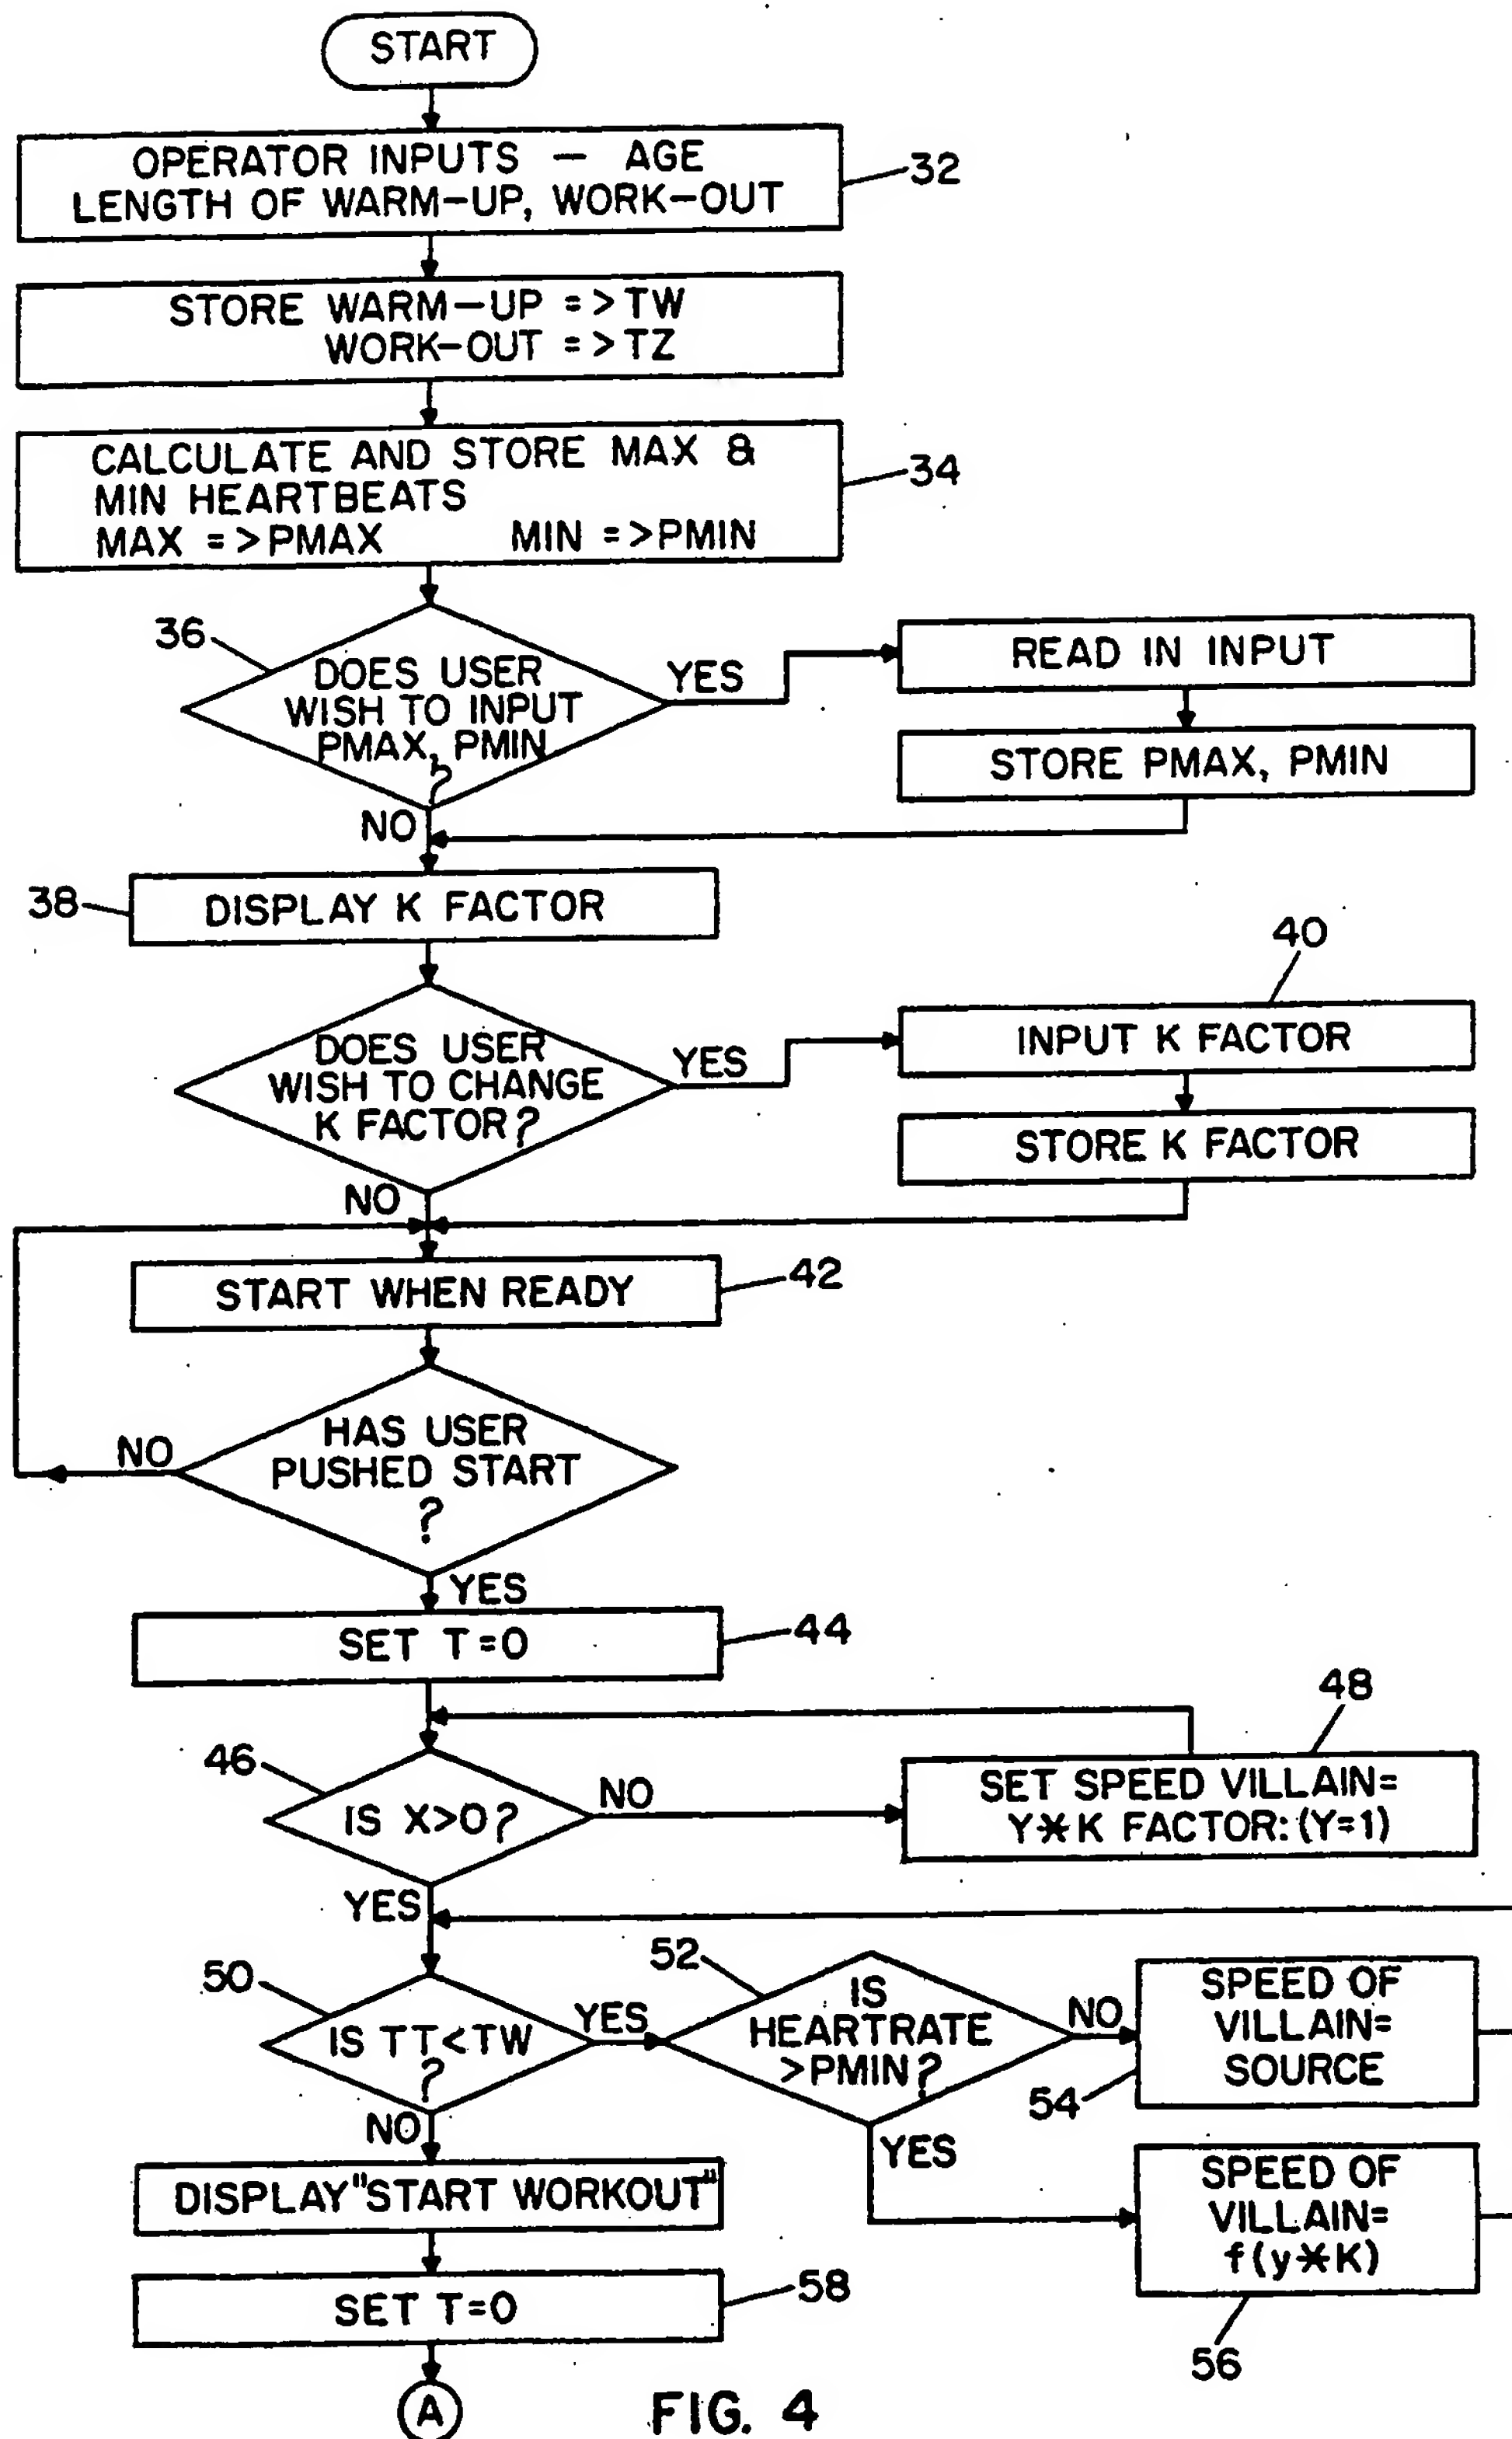 START
OPERATOR INPUTS — AGE
LENGTH OF WARM-UP, WORK-OUT
32
STORE WARM-UP =>TW
WORK-OUT =>TZ
CALCULATE AND STORE MAX &
MIN HEARTBEATS
MAX =>PMAX MIN =>PMIN
34
36
DOES USER
WISH TO INPUT
PMAX, PMIN
?
YES
READ IN INPUT
STORE PMAX, PMIN
NO
38
DISPLAY K FACTOR
40
DOES USER
WISH TO CHANGE
K FACTOR?
YES
INPUT K FACTOR
STORE K FACTOR
NO
START WHEN READY
42
HAS USER
PUSHED START
?
NO
YES
SET T=0
44
46
IS X>0?
NO
48
SET SPEED VILLAIN=
Y*K FACTOR:(Y=1)
YES
50
IS TT<TW
?
YES
52
IS
HEARTRATE
>PMIN?
NO
SPEED OF
VILLAIN=
SOURCE
54
NO
YES
DISPLAY"START WORKOUT"
SPEED OF
VILLAIN=
f(y*K)
56
SET T=0
58
A
FIG. 4